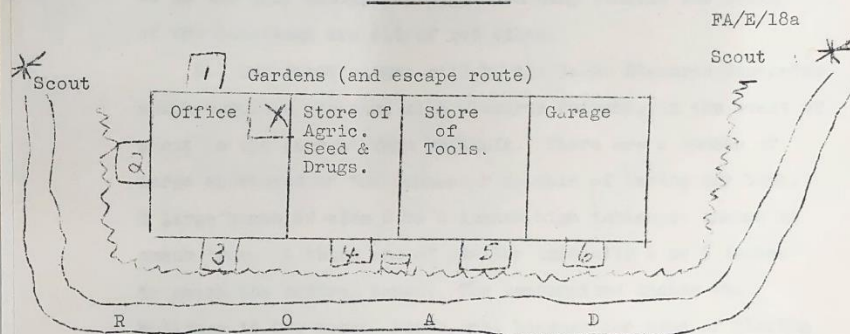 FA/E/18a
Scout
Scout
1
Gardens (and escape route)
Office
X
Store of
Agric.
Seed &
Drugs.
Store
of
Tools.
Garage
2
3
4
5
6
R O A D